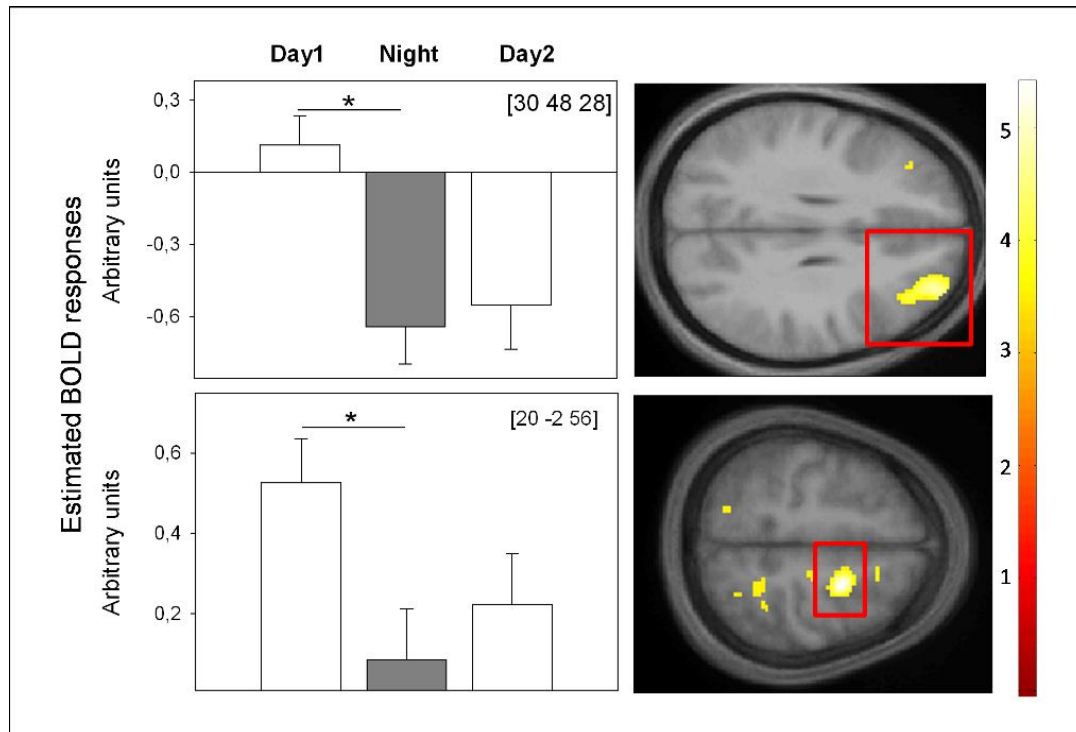 Day1 Night Day2
Estimated BOLD responses
Arbitrary units
0,3
0,0
-0,3
-0,6
*
[30 48 28]
Arbitrary units
0,6
0,4
0,2
*
[20 -2 56]
5
4
3
2
1